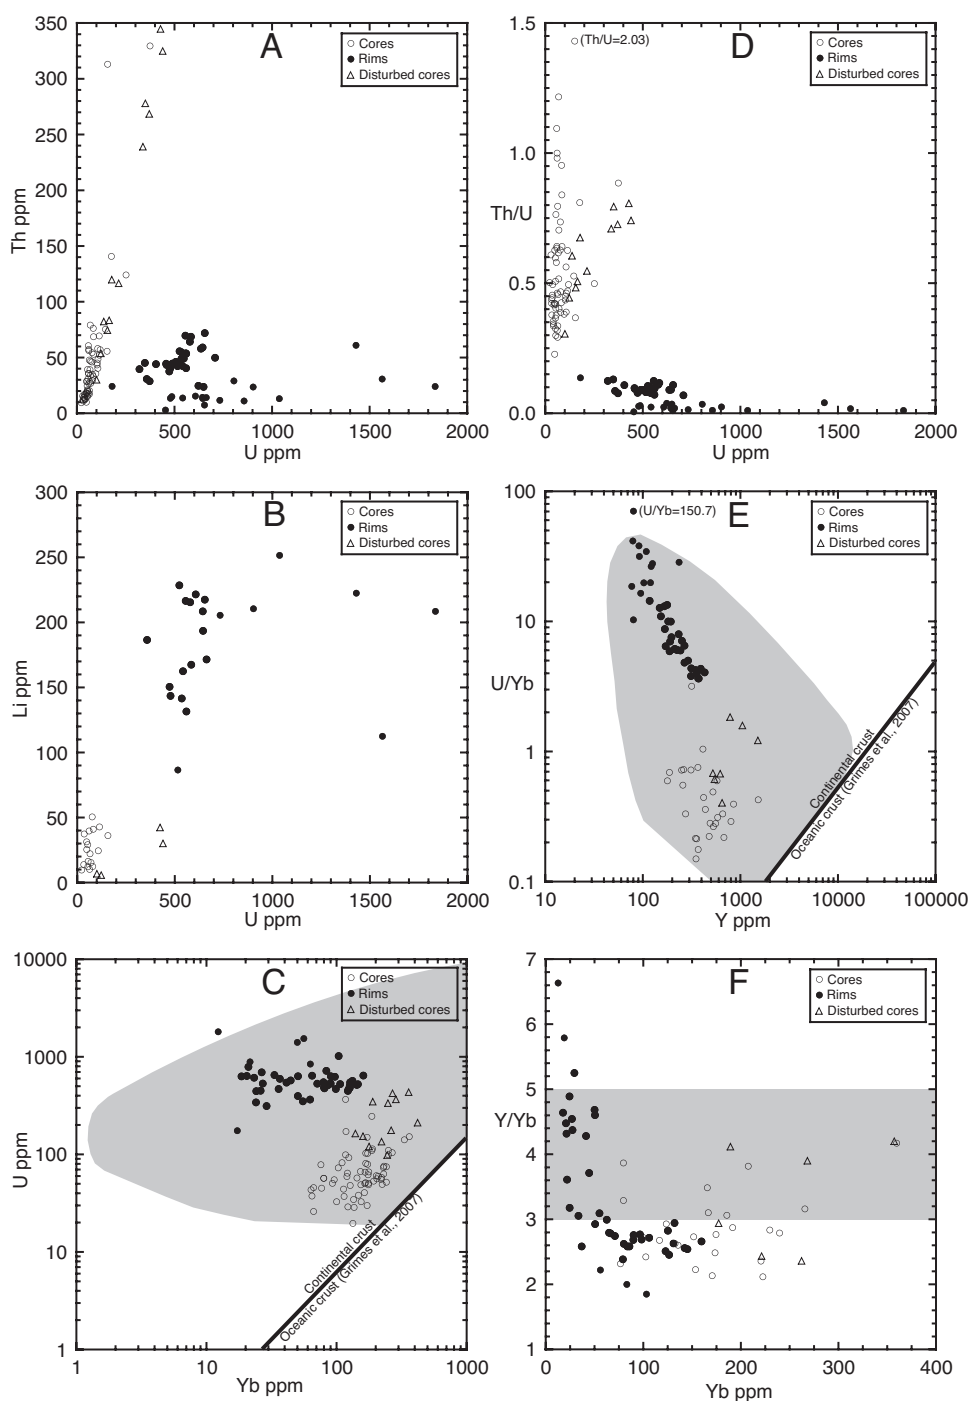 A
Cores
Rims
Disturbed cores
350
300
250
200
150
100
50
0
Th ppm
0 500 1000 1500 2000
U ppm
D
(Th/U=2.03)
Cores
Rims
Disturbed cores
1.5
1.0
0.5
0.0
Th/U
0 500 1000 1500 2000
U ppm
B
Cores
Rims
Disturbed cores
300
250
200
150
100
50
0
Li ppm
0 500 1000 1500 2000
U ppm
E
(U/Yb=150.7)
Cores
Rims
Disturbed cores
100
10
1
0.1
U/Yb
Continental crust
Oceanic crust (Grimes et al., 2007)
10 100 1000 10000 100000
Y ppm
C
Cores
Rims
Disturbed cores
10000
1000
100
10
1
U ppm
Continental crust
Oceanic crust (Grimes et al., 2007)
1 10 100 1000
Yb ppm
F
Cores
Rims
Disturbed cores
7
6
5
4
3
2
1
Y/Yb
0 100 200 300 400
Yb ppm